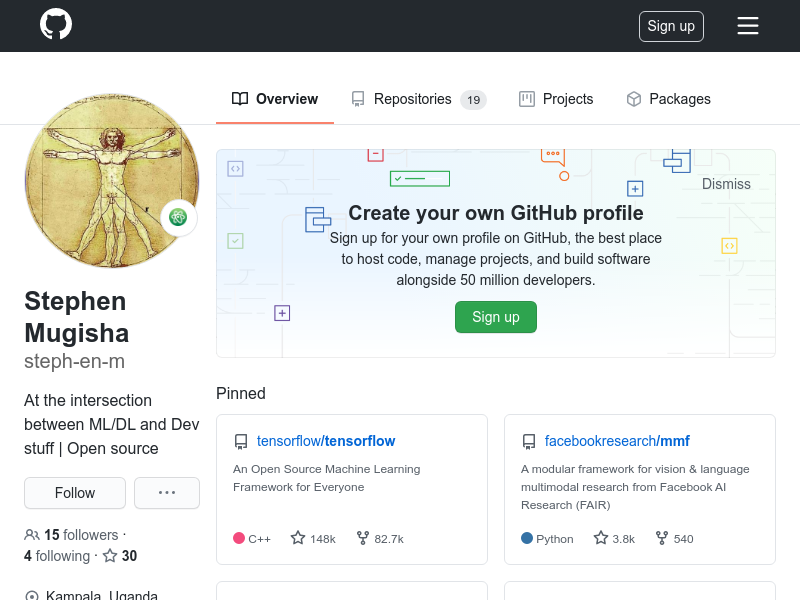 Sign up
Overview
Repositories 19
Projects
Packages
Dismiss
Create your own GitHub profile
Sign up for your own profile on GitHub, the best place
to host code, manage projects, and build software
alongside 50 million developers.
Sign up
Stephen
Mugisha
steph-en-m
At the intersection
between ML/DL and Dev
stuff | Open source
Follow
15 followers ·
4 following · 30
Kampala, Uganda
Pinned
tensorflow/tensorflow
An Open Source Machine Learning
Framework for Everyone
C++ 148k 82.7k
facebookresearch/mmf
A modular framework for vision & language
multimodal research from Facebook AI
Research (FAIR)
Python 3.8k 540